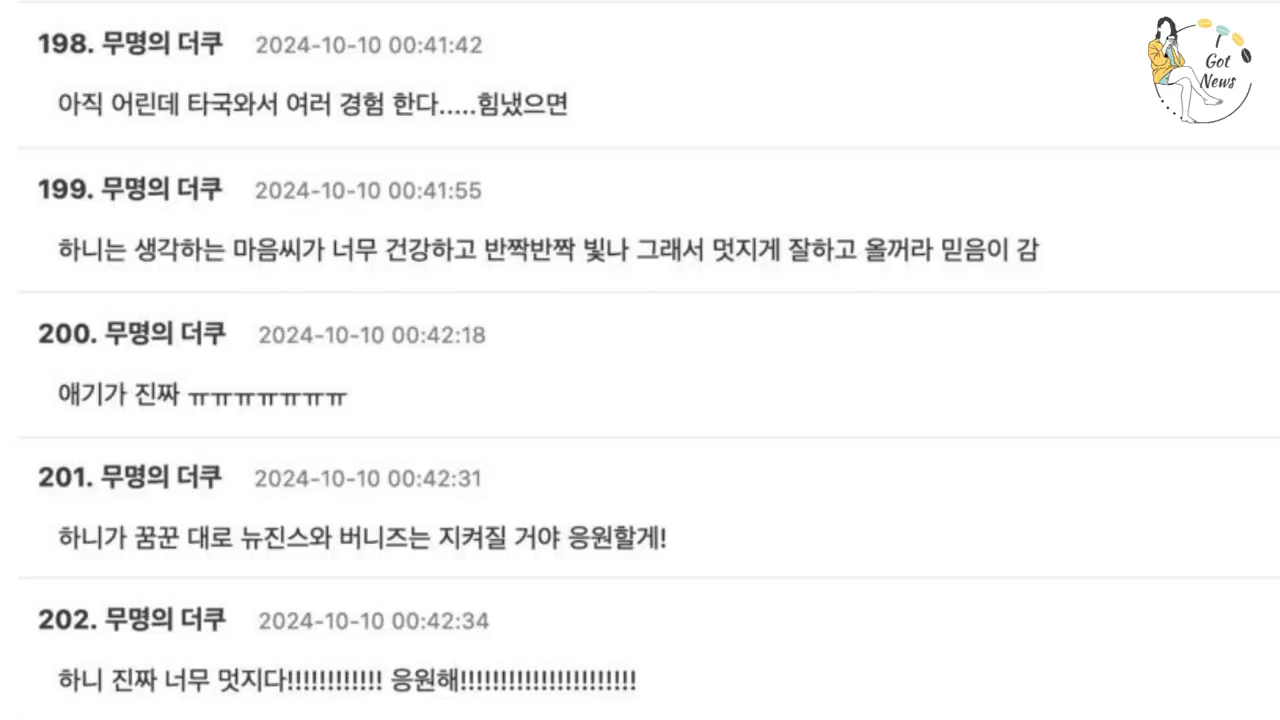 198. 무명의 더쿠 2024-10-10 00:41:42
아직 어린데 타국와서 여러 경험 한다.....힘냈으면
199. 무명의 더쿠 2024-10-10 00:41:55
하니는 생각하는 마음씨가 너무 건강하고 반짝반짝 빛나 그래서 멋지게 잘하고 올꺼라 믿음이 감
200. 무명의 더쿠 2024-10-10 00:42:18
애기가 진짜 ㅠㅠㅠㅠㅠㅠㅠ
201. 무명의 더쿠 2024-10-10 00:42:31
하니가 꿈꾼 대로 뉴진스와 버니즈는 지켜질 거야 응원할게!
202. 무명의 더쿠 2024-10-10 00:42:34
하니 진짜 너무 멋지다!!!!!!!!!!!! 응원해!!!!!!!!!!!!!!!!!!!!!!
Got
News